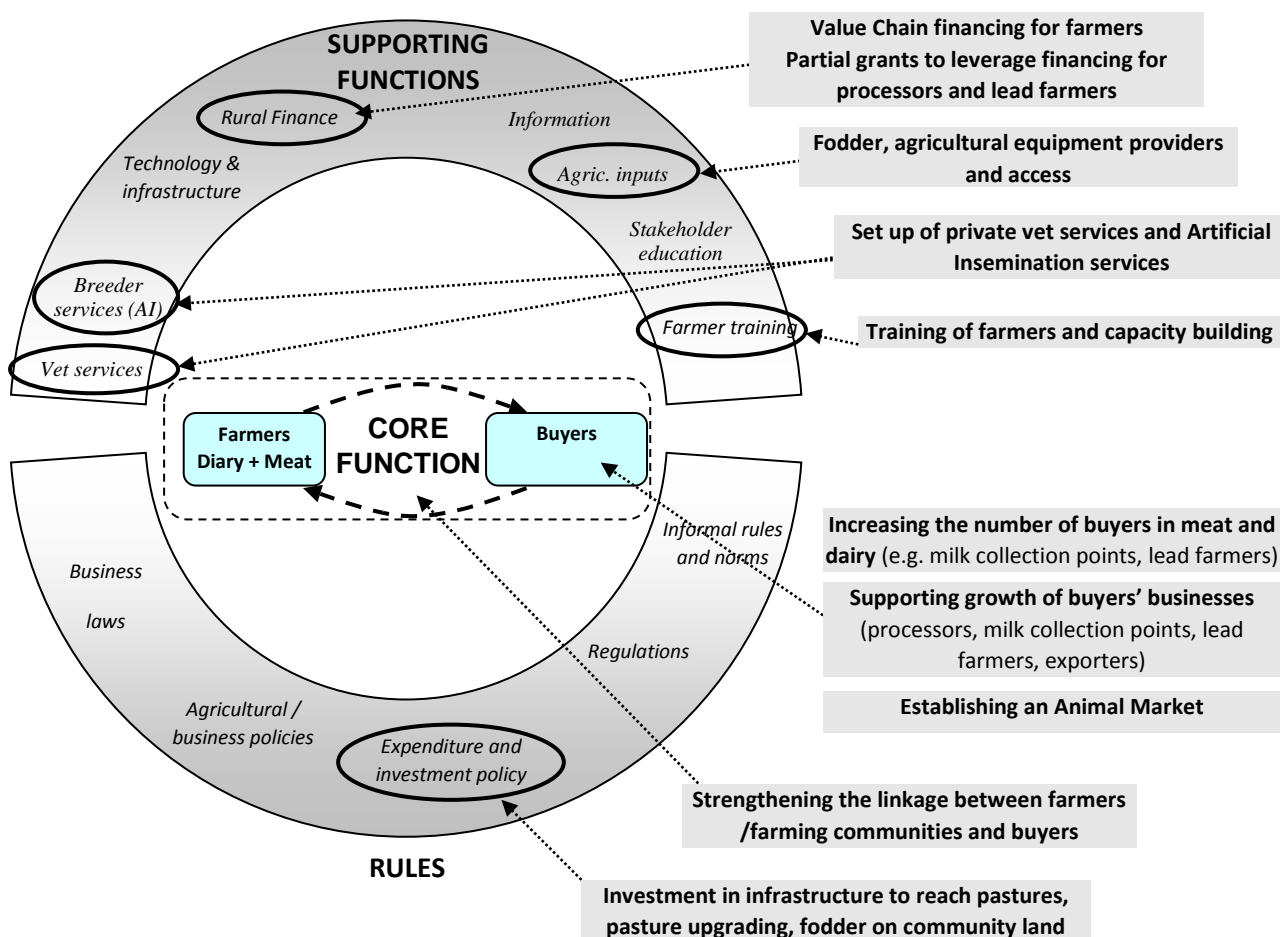 SUPPORTING
FUNCTIONS
Rural Finance
Information
Technology &
infrastructure
Agric. inputs
Stakeholder
education
Breeder
services (AI)
Farmer training
Vet services
Value Chain financing for farmers
Partial grants to leverage financing for
processors and lead farmers
Fodder, agricultural equipment providers
and access
Set up of private vet services and Artificial
Insemination services
Training of farmers and capacity building
Farmers
Diary + Meat
CORE
FUNCTION
Buyers
Informal rules
and norms
Business
laws
Regulations
Agricultural /
business policies
Expenditure and
investment policy
RULES
Increasing the number of buyers in meat and
dairy (e.g. milk collection points, lead farmers)
Supporting growth of buyers’ businesses
(processors, milk collection points, lead
farmers, exporters)
Establishing an Animal Market
Strengthening the linkage between farmers
/farming communities and buyers
Investment in infrastructure to reach pastures,
pasture upgrading, fodder on community land